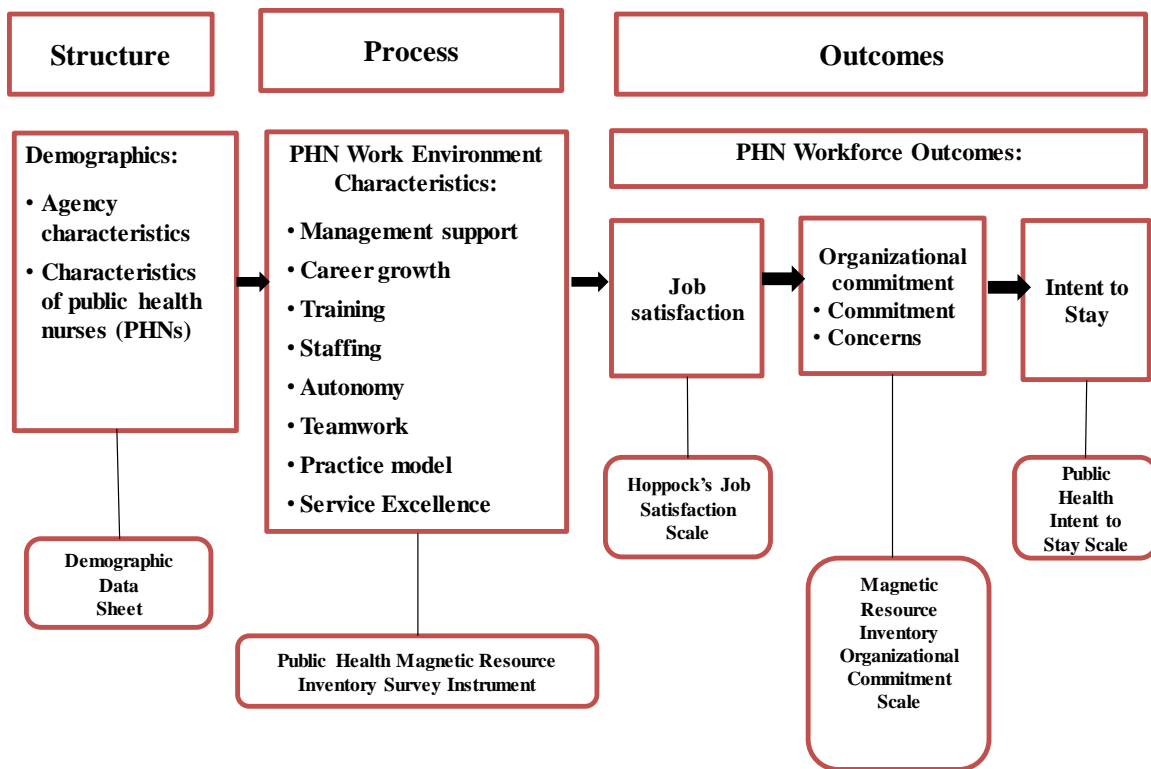 Structure
Process
Outcomes
Demographics:
• Agency
characteristics
• Characteristics
of public health
nurses (PHNs)
PHN Work Environment
Characteristics:
• Management support
• Career growth
• Training
• Staffing
• Autonomy
• Teamwork
• Practice model
• Service Excellence
PHN Workforce Outcomes:
Job
satisfaction
Organizational
commitment
• Commitment
• Concerns
Intent to
Stay
Demographic
Data
Sheet
Public Health Magnetic Resource
Inventory Survey Instrument
Hoppock's Job
Satisfaction
Scale
Magnetic
Resource
Inventory
Organizational
Commitment
Scale
Public
Health
Intent to
Stay Scale